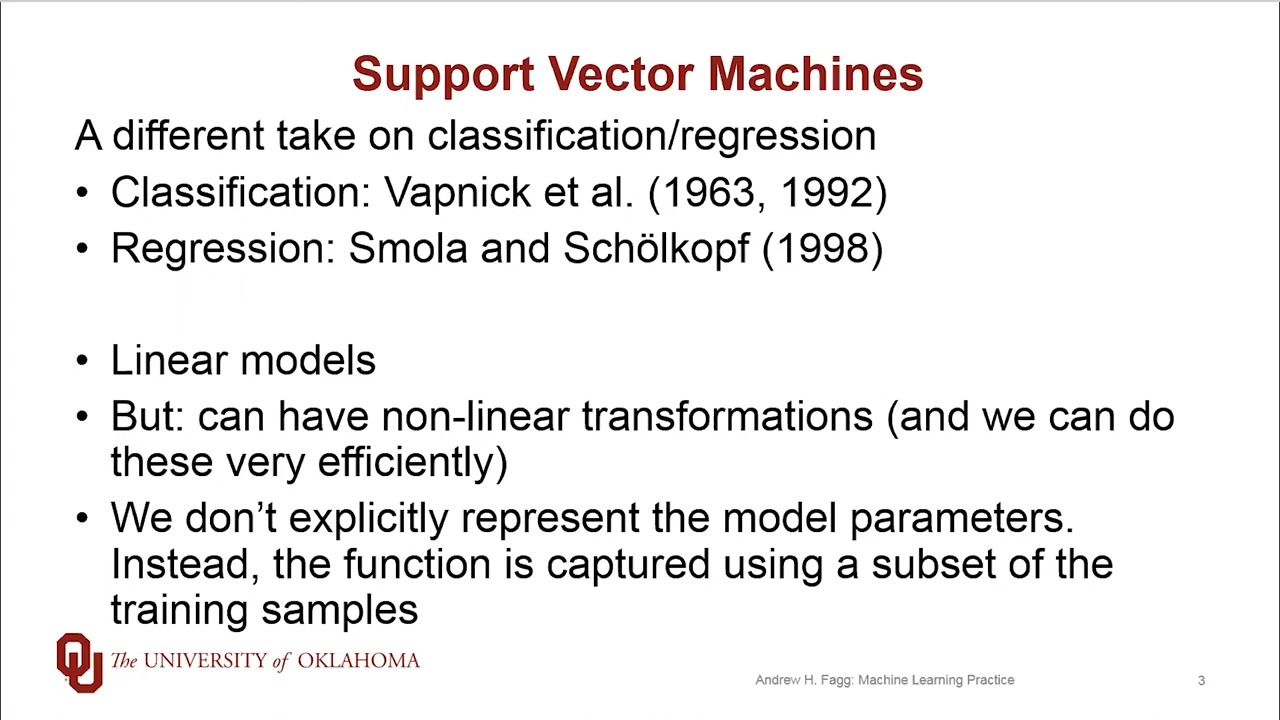 Support Vector Machines
A different take on classification/regression
• Classification: Vapnick et al. (1963, 1992)
• Regression: Smola and Schölkopf (1998)
• Linear models
• But: can have non-linear transformations (and we can do
these very efficiently)
• We don’t explicitly represent the model parameters.
Instead, the function is captured using a subset of the
training samples
The UNIVERSITY of OKLAHOMA
Andrew H. Fagg: Machine Learning Practice 3